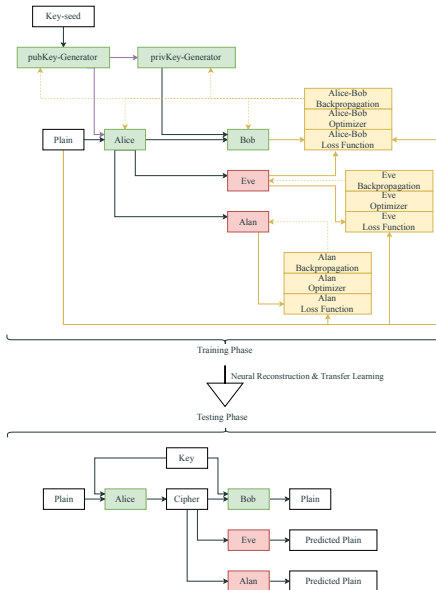 Key-seed
pubKey-Generator
privKey-Generator
Alice-Bob
Backpropagation
Alice-Bob
Optimizer
Alice-Bob
Loss Function
Plain
Alice
Bob
Eve
Eve
Backpropagation
Eve
Optimizer
Eve
Loss Function
Alan
Alan
Backpropagation
Alan
Optimizer
Alan
Loss Function
Training Phase
Neural Reconstruction & Transfer Learning
Testing Phase
Key
Plain
Alice
Cipher
Bob
Plain
Eve
Predicted Plain
Alan
Predicted Plain